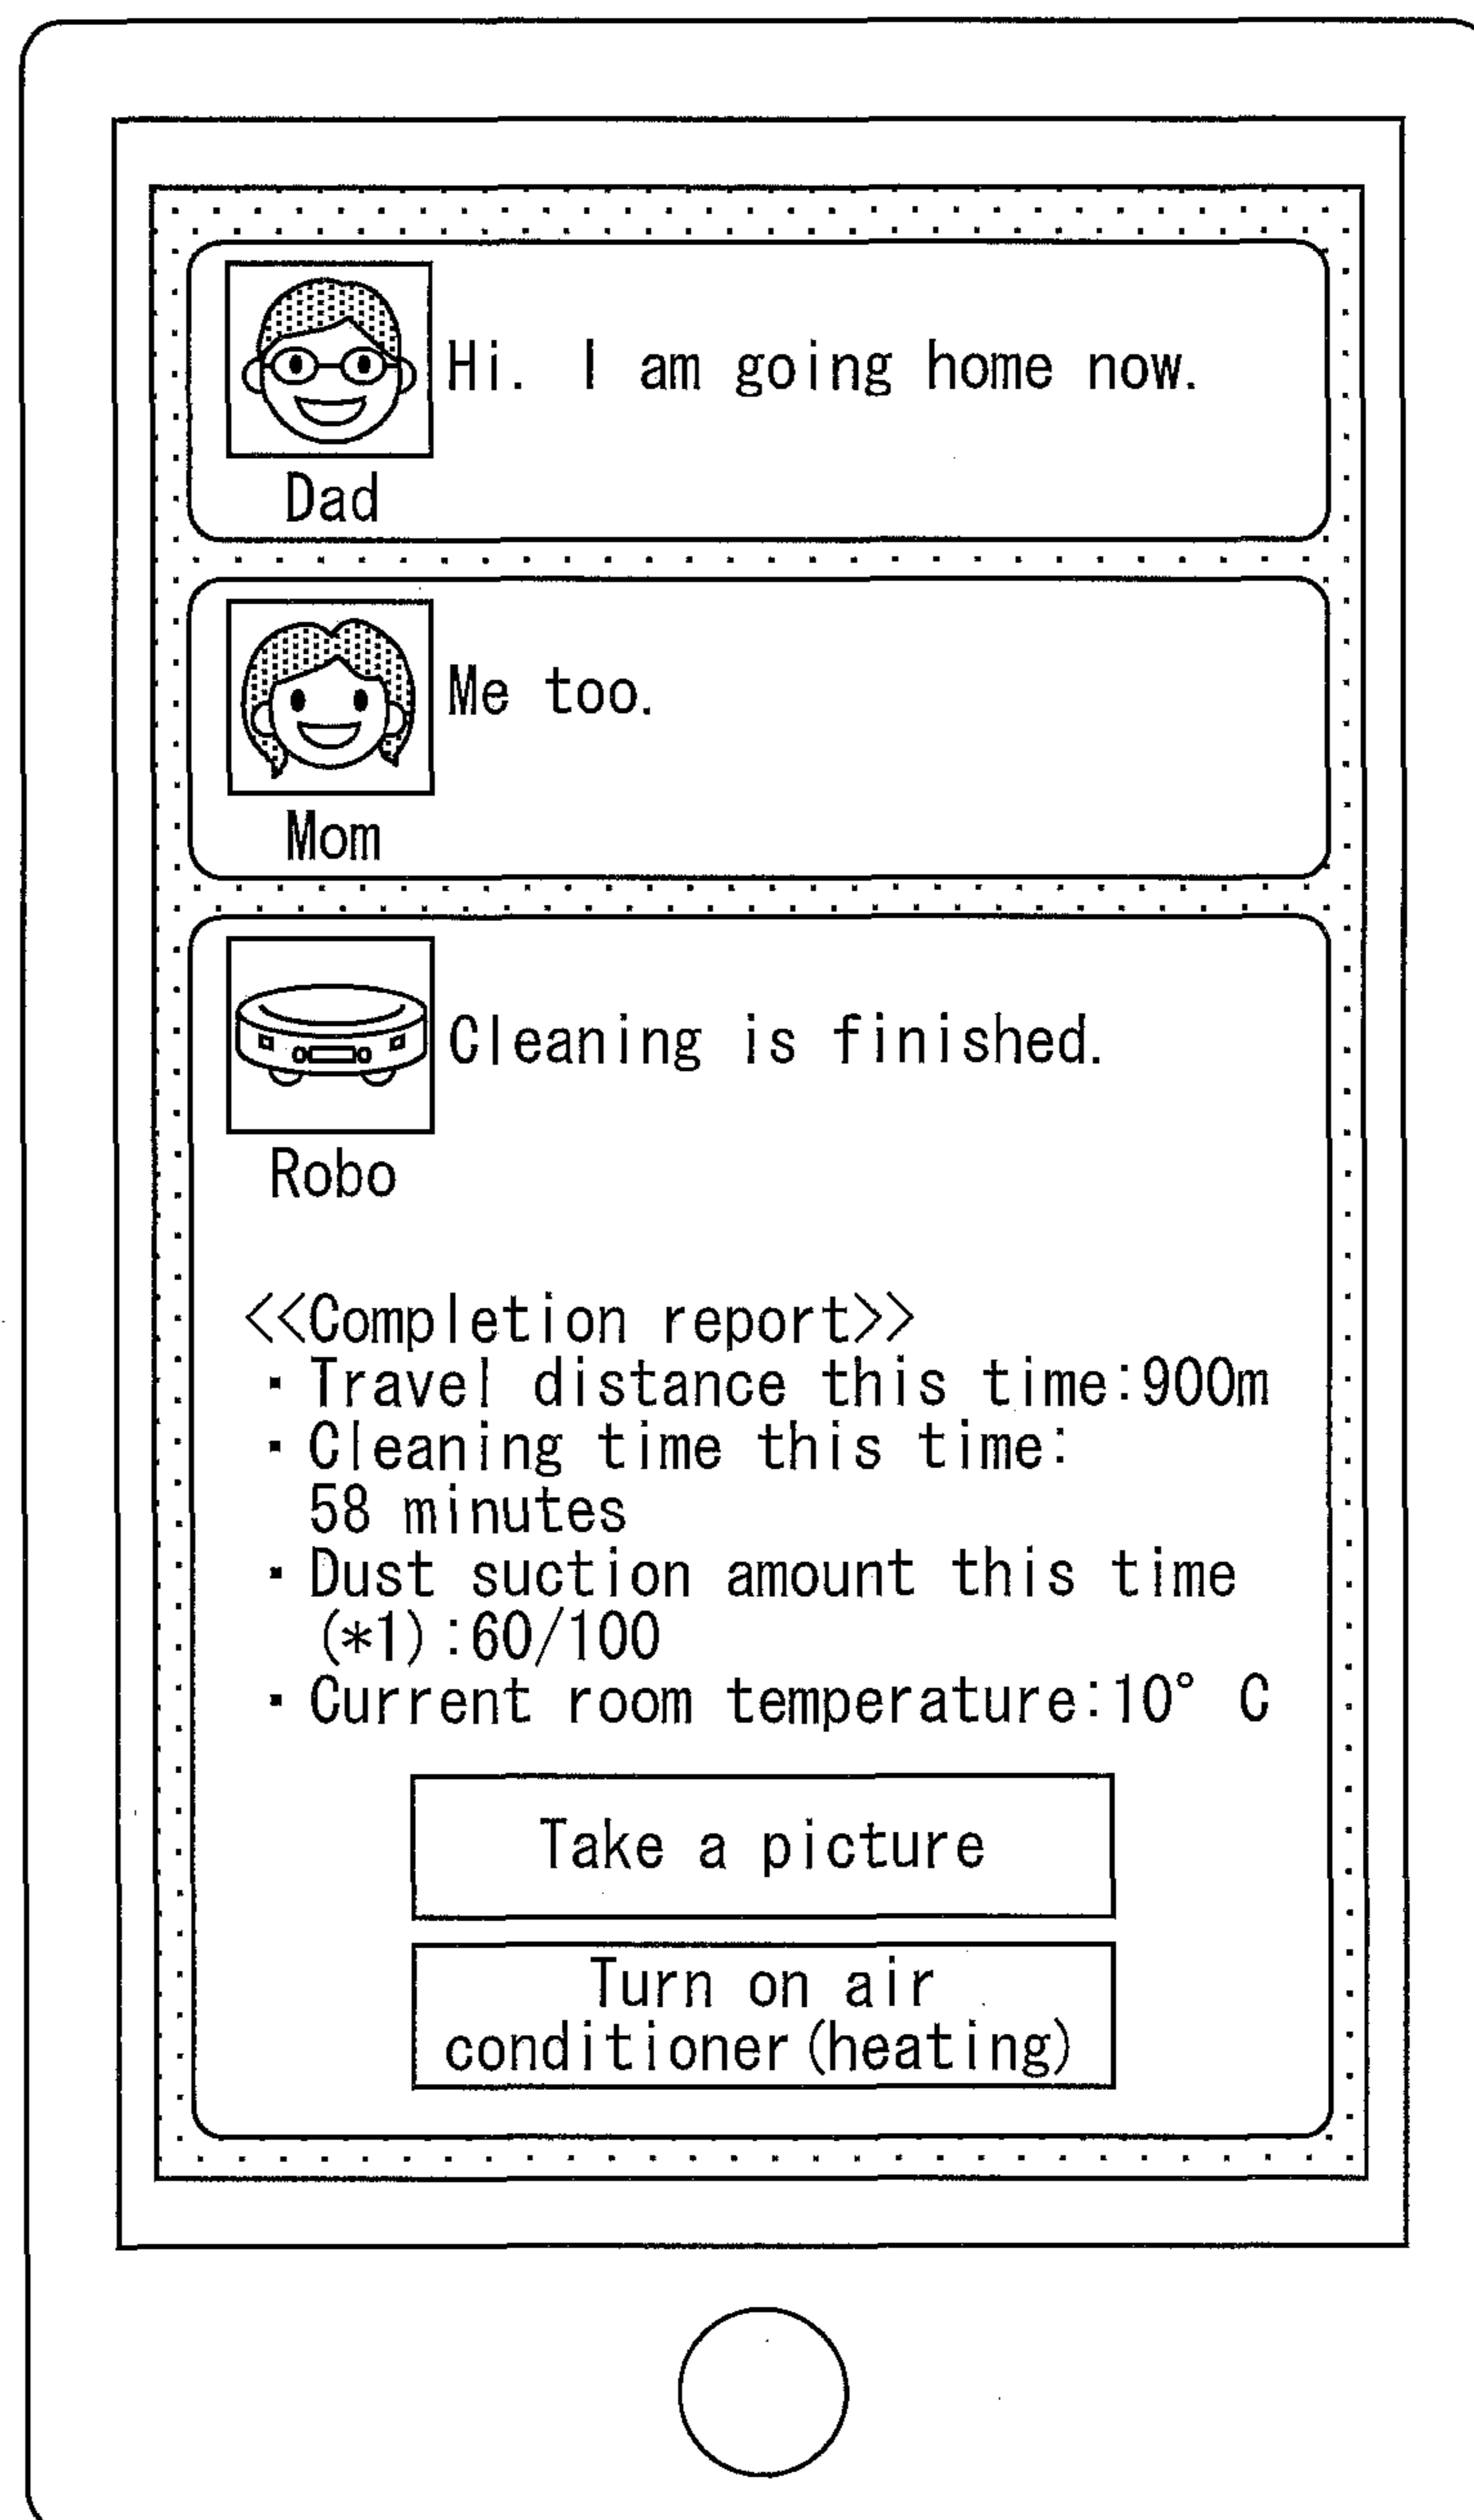 Hi. I am going home now.
Dad
Me too.
Mom
Cleaning is finished.
Robo
<<Completion report>>
・Travel distance this time:900m
・Cleaning time this time:
58 minutes
・Dust suction amount this time
(*1):60/100
・Current room temperature:10° C
Take a picture
Turn on air
conditioner(heating)